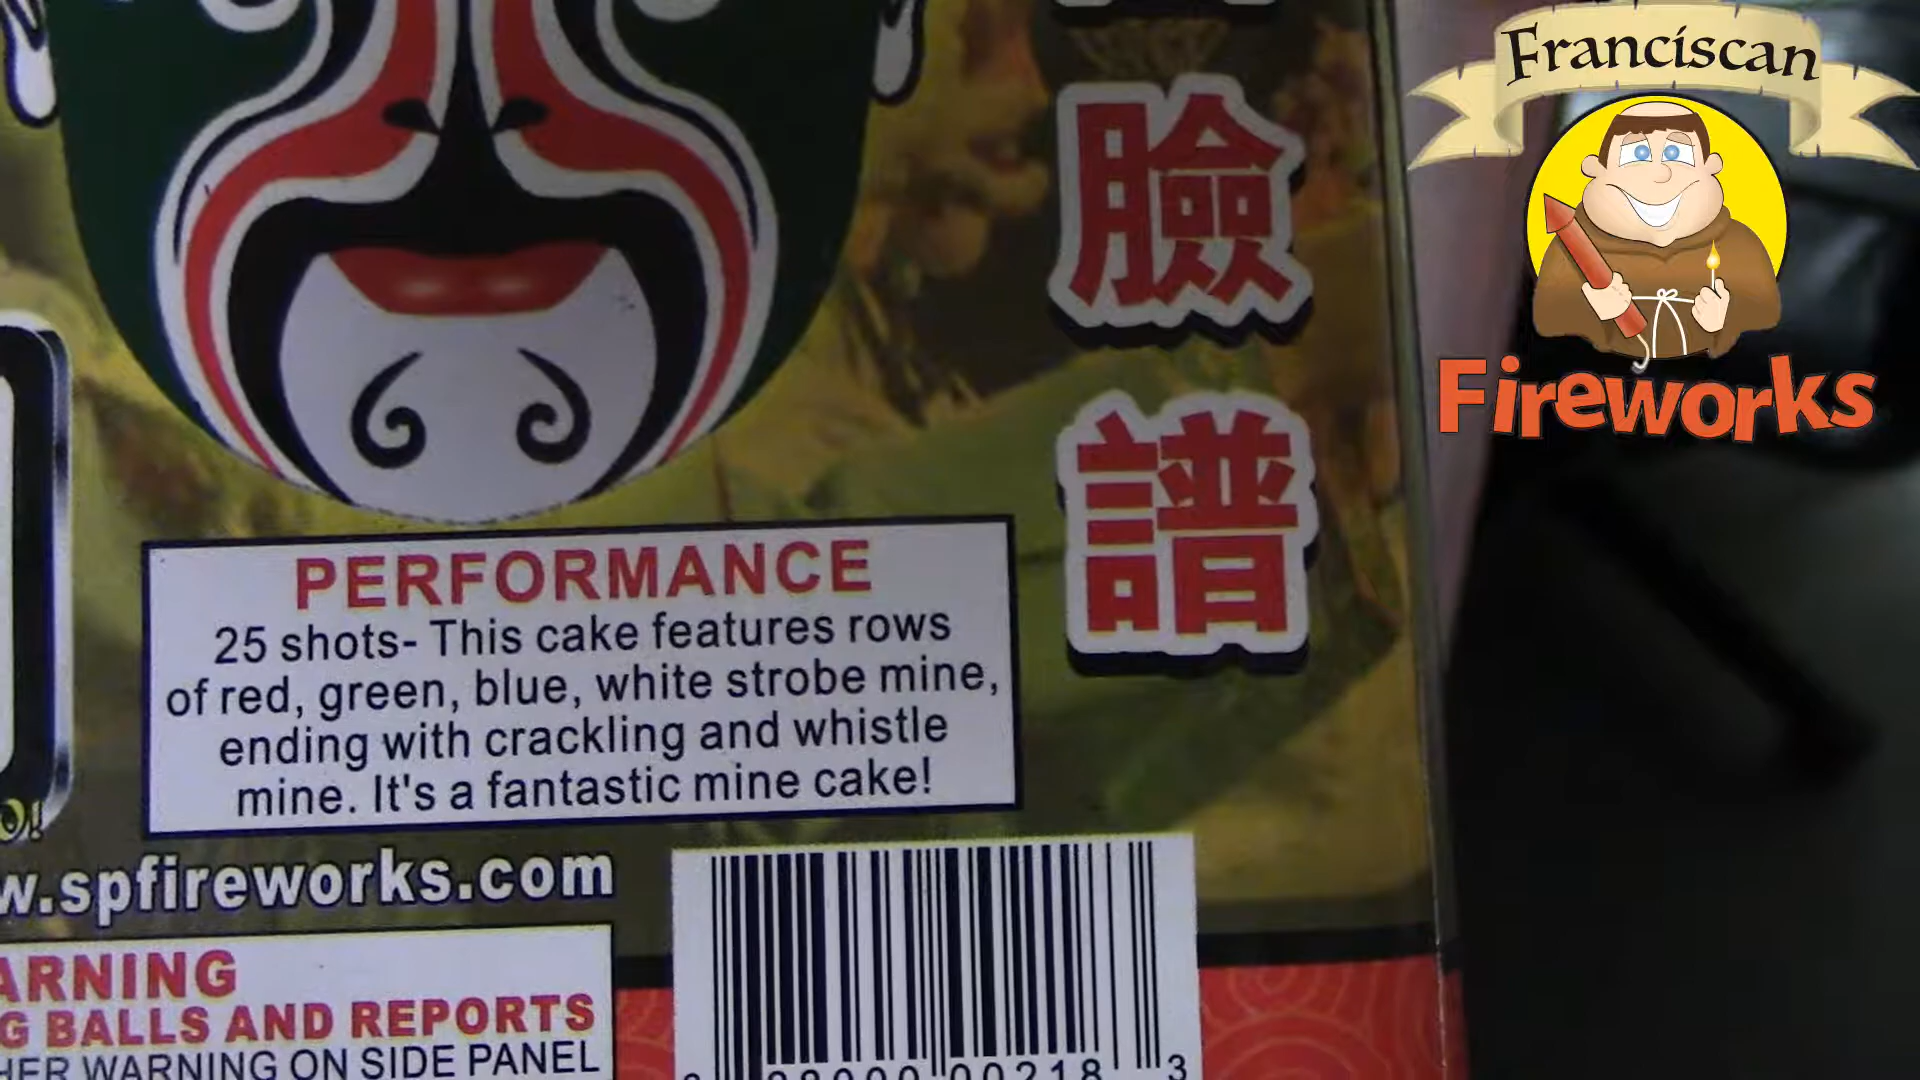 Franciscan
Fireworks
臉
譜
PERFORMANCE
25 shots- This cake features rows
of red, green, blue, white strobe mine,
ending with crackling and whistle
mine. It's a fantastic mine cake!
w.spfireworks.com
ARNING
G BALLS AND REPORTS
HER WARNING ON SIDE PANEL
00218 3